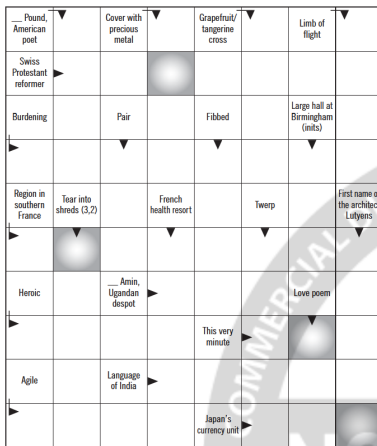 __ Pound,
American
poet
Cover with
precious
metal
Grapefruit/
tangerine
cross
Limb of
flight
Swiss
Protestant
reformer
Burdening
Pair
Fibbed
Large hall at
Birmingham
(inits)
Region in
southern
France
Tear into
shreds (3,2)
French
health resort
Twerp
First name
the
Lutyens
Heroic
__ Amin,
Ugandan
despot
Love poem
This very
minute
Agile
Language
of India
Japan's
currency unit
COMMERCIAL